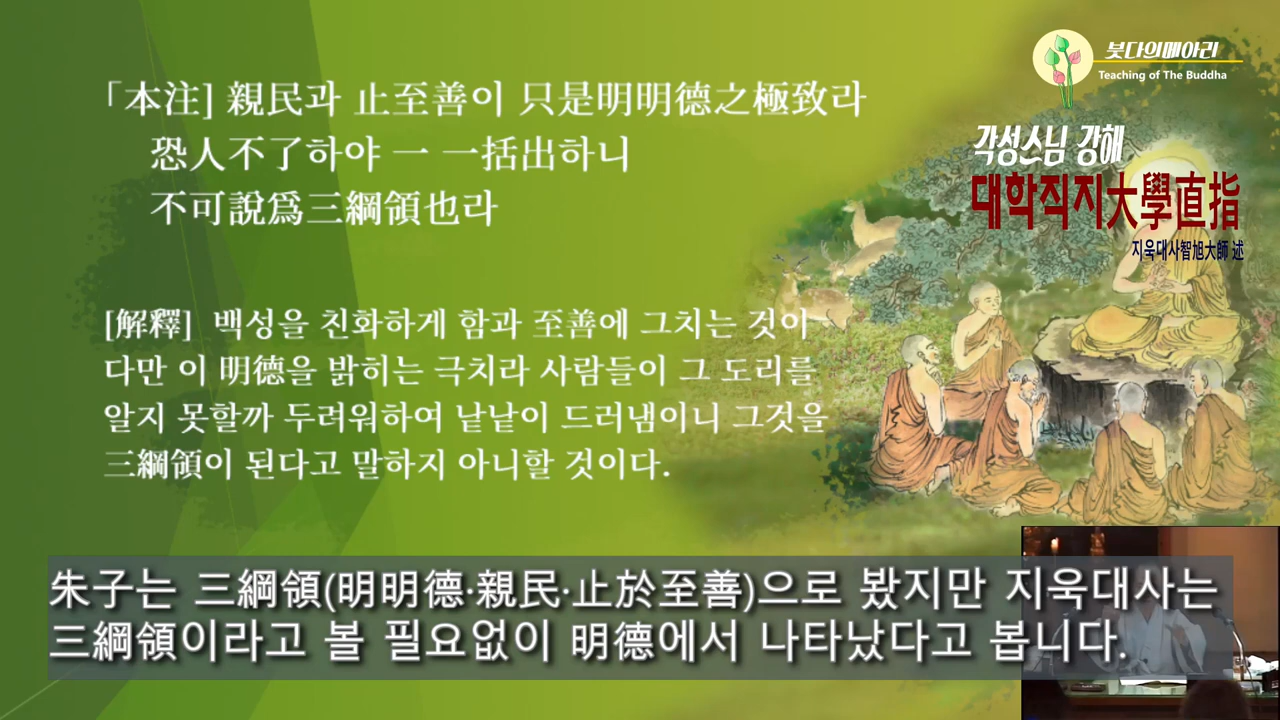 「本注] 親民과 止至善이 只是明明德之極致라
恐人不了하야 一 一括出하니
不可說爲三綱領也라
[解釋] 백성을 친화하게 함과 至善에 그치는 것이
다만 이 明德을 밝히는 극치라 사람들이 그 도리를
알지 못할까 두려워하여 낱낱이 드러냄이니 그것을
三綱領이 된다고 말하지 아니할 것이다.
붓다의메아리
Teaching of The Buddha
각성스님 강해
대학직지大學直指
지욱대사智旭大師 述
朱子는 三綱領(明明德·親民·止於至善)으로 봤지만 지욱대사는
三綱領이라고 볼 필요없이 明德에서 나타났다고 봅니다.